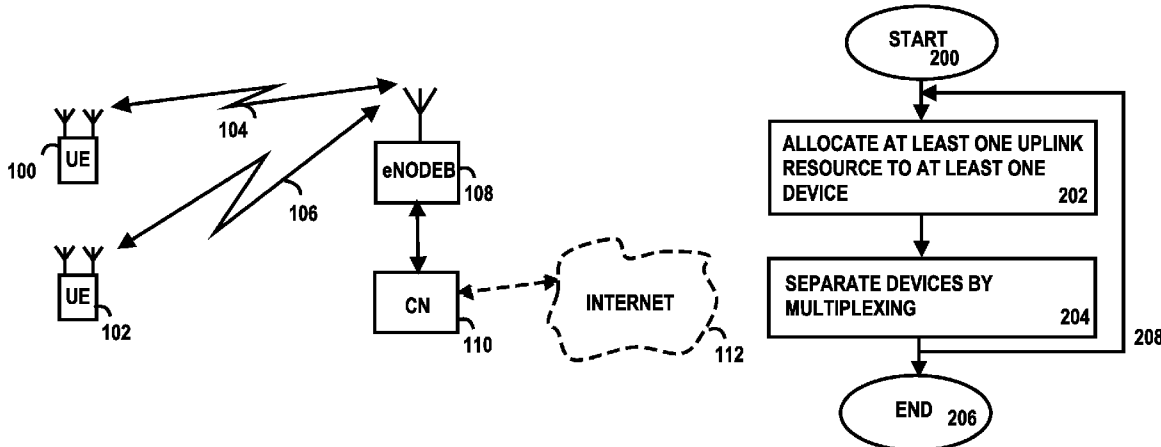 100
UE
104
106
eNODEB
108
UE
102
CN
110
INTERNET
112
START
200
ALLOCATE AT LEAST ONE UPLINK
RESOURCE TO AT LEAST ONE
DEVICE
202
SEPARATE DEVICES BY
MULTIPLEXING
204
208
END
206